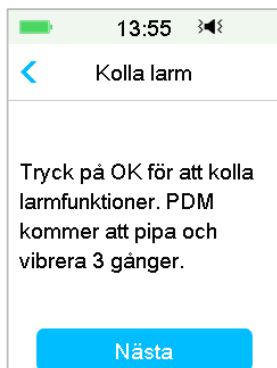 13:55
Kolla larm
Tryck på OK för att kolla
larmfunktioner. PDM
kommer att pipa och
vibrera 3 gånger.
Nästa